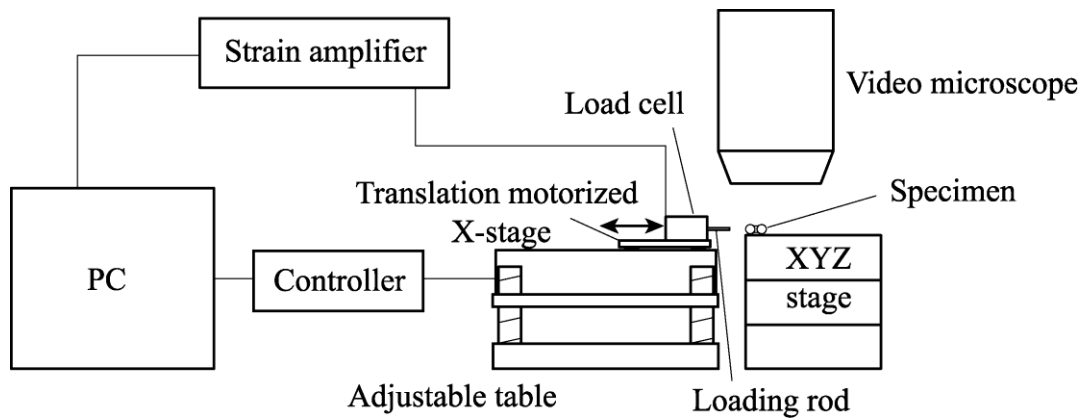 Strain amplifier
Video microscope
Load cell
Translation motorized
X-stage
Specimen
PC
Controller
XYZ
stage
Adjustable table
Loading rod